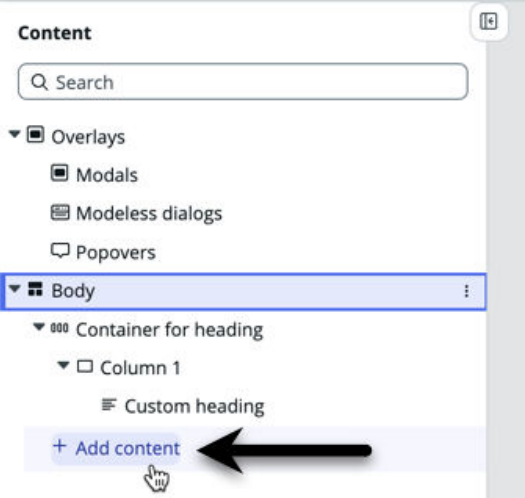 Content
Search
Overlays
Modals
Modeless dialogs
Popovers
Body
Container for heading
Column 1
Custom heading
+ Add content